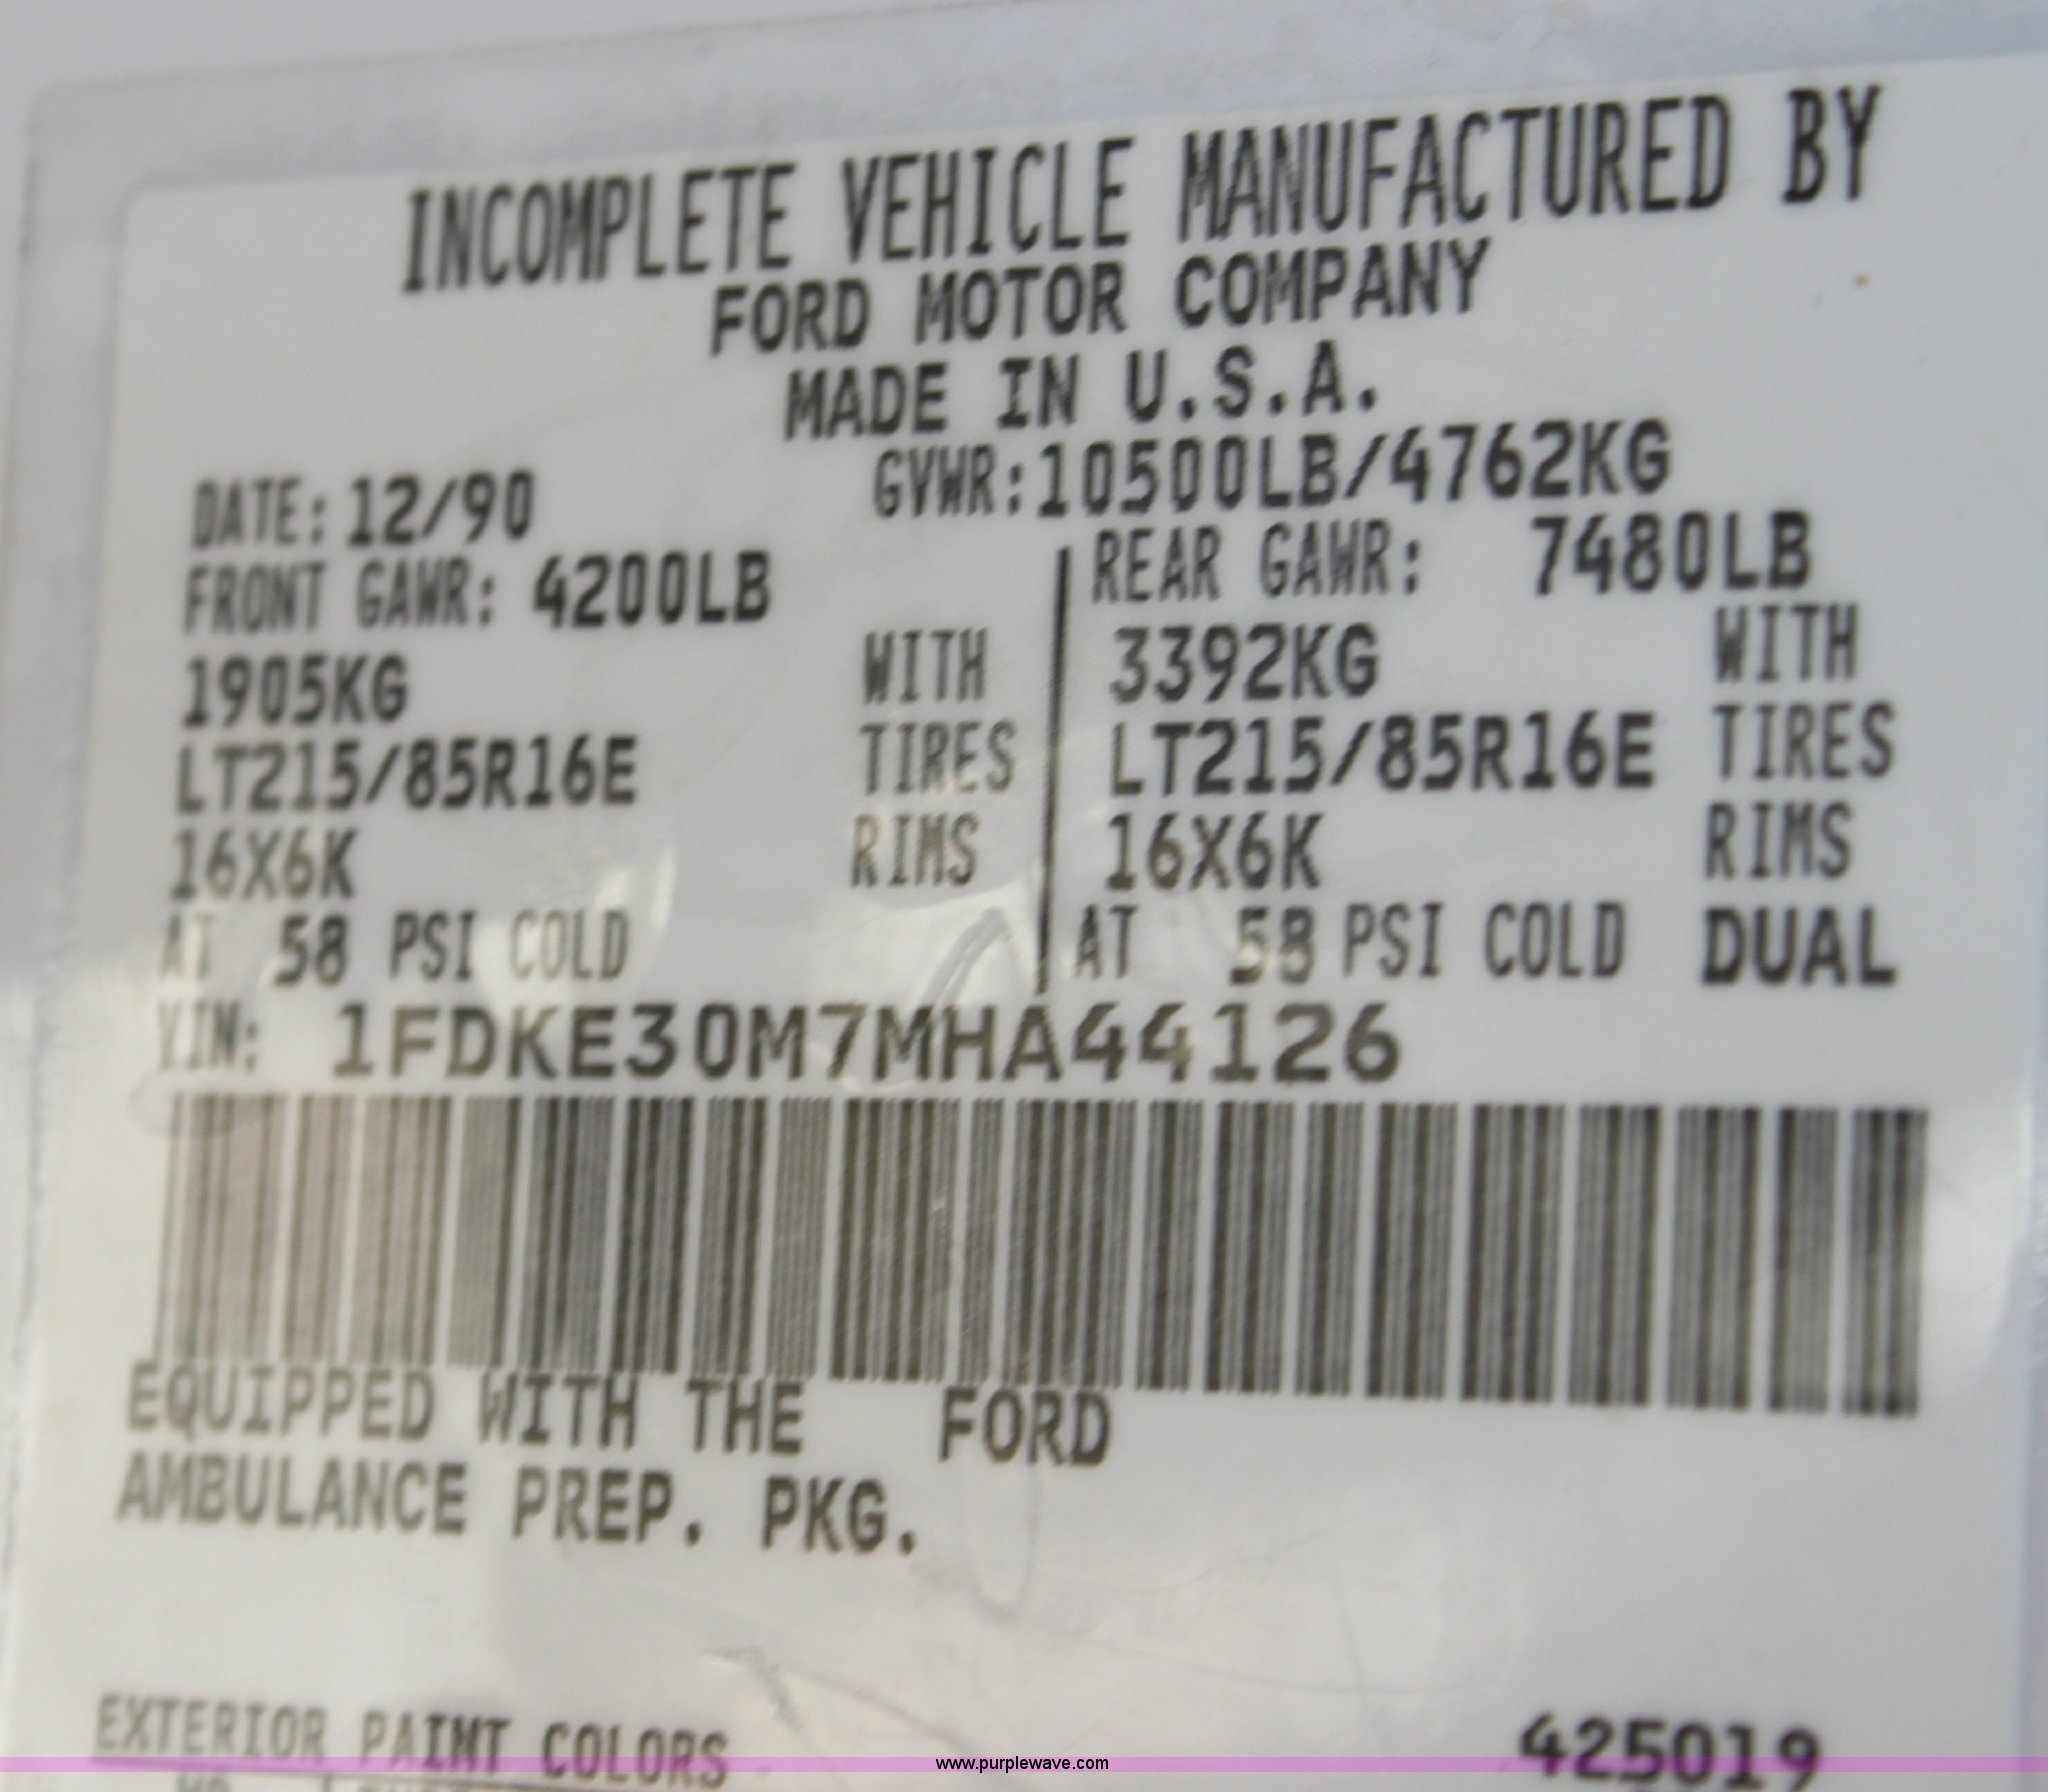 INCOMPLETE VEHICLE MANUFACTURED BY
FORD MOTOR COMPANY
MADE IN U.S.A.
DATE: 12/90 GVWR:10500LB/4762KG
FRONT GAWR: 4200LB REAR GAWR: 7480LB
1905KG WITH 3392KG WITH
LT215/85R16E TIRES LT215/85R16E TIRES
16X6K RIMS 16X6K RIMS
AT 58 PSI COLD AT 58 PSI COLD DUAL
VIN: 1FDKE30M7MHA44126
EQUIPPED WITH THE FORD
AMBULANCE PREP. PKG.
EXTERIOR PAINT COLORS 425019
www.purplewave.com